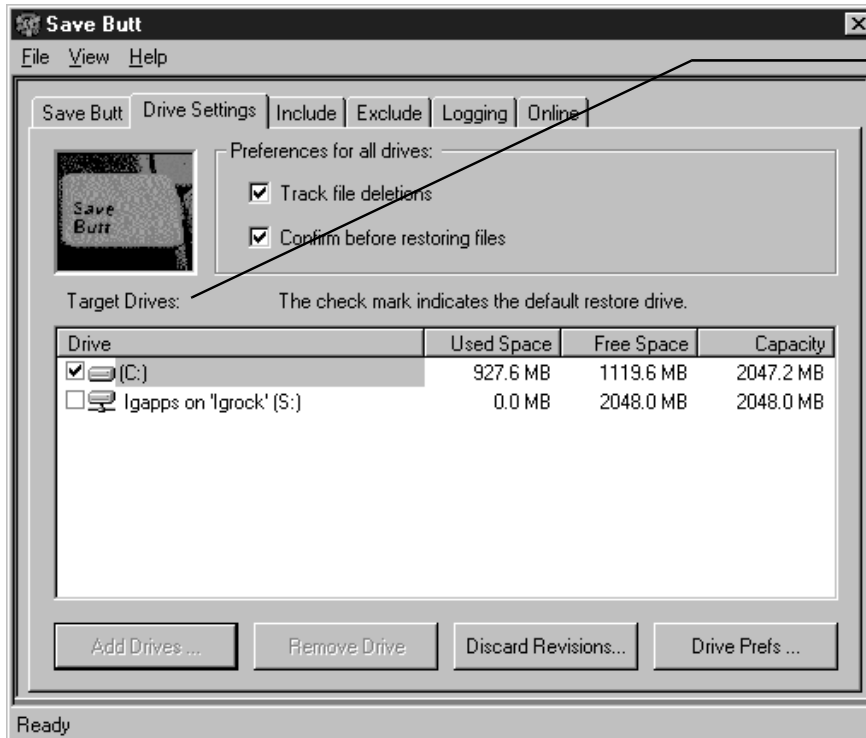 Save Butt
File View Help
Save Butt Drive Settings Include Exclude Logging Online
Preferences for all drives:
Save
Butt
Track file deletions
Confirm before restoring files
Target Drives: The check mark indicates the default restore drive.
Drive Used Space Free Space Capacity
(C:) 927.6 MB 1119.6 MB 2047.2 MB
lgapps on 'lgrock' (S:) 0.0 MB 2048.0 MB 2048.0 MB
Add Drives ... Remove Drive Discard Revisions... Drive Prefs ...
Ready